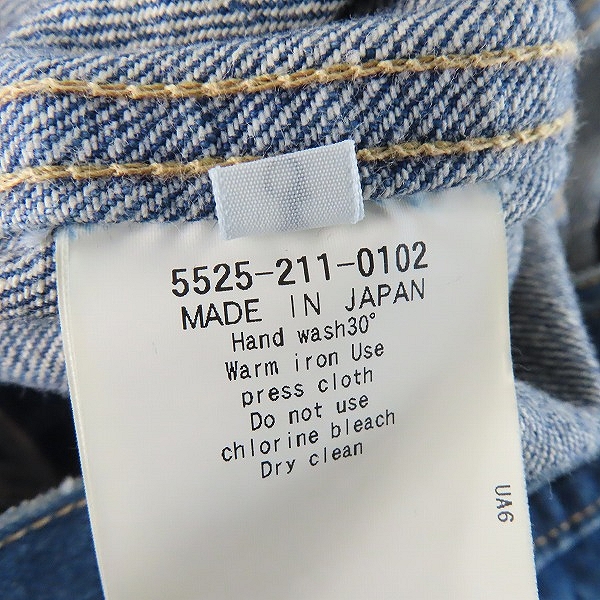 5525-211-0102
MADE IN JAPAN
Hand wash30°
Warm iron Use
press cloth
Do not use
chlorine bleach
Dry clean
UA6